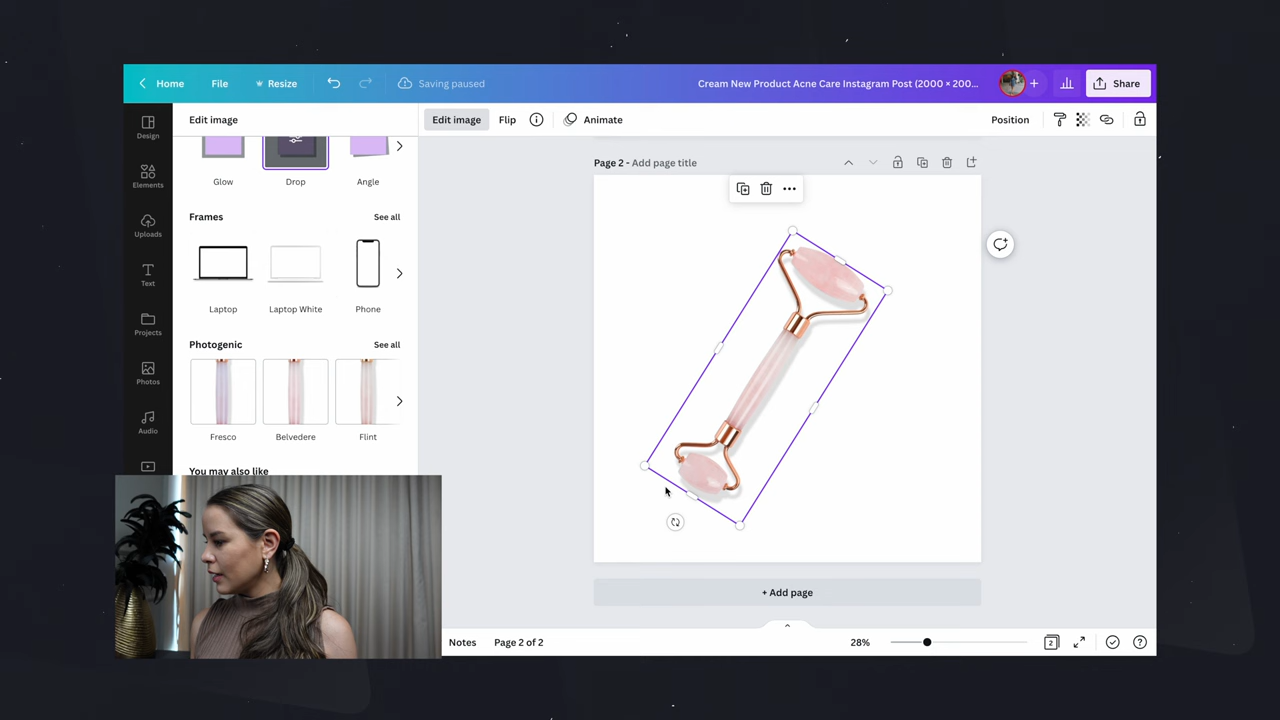 Home File Resize Saving paused Cream New Product Acne Care Instagram Post (2000 × 200... Share
Design
Elements
Uploads
Text
Projects
Photos
Audio
Edit image
Glow Drop Angle
Frames See all
Laptop Laptop White Phone
Photogenic See all
Fresco Belvedere Flint
You may also like
Edit image Flip Animate Position
Page 2 - Add page title
+ Add page
Notes Page 2 of 2 28% 2